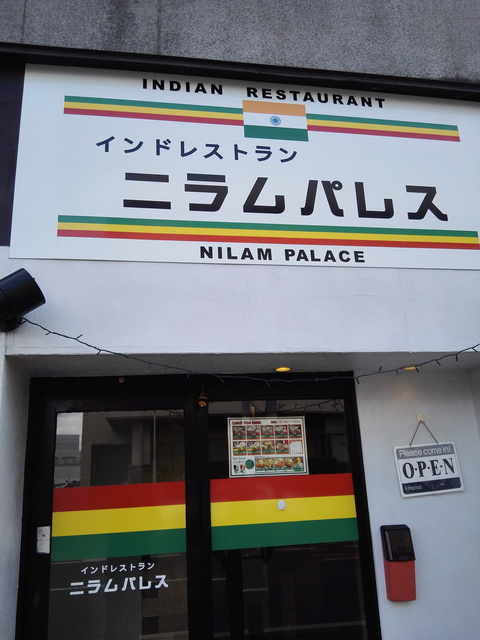 INDIAN RESTAURANT
インドレストラン
ニラムパレス
NILAM PALACE
Please come in!
O·P·E·N
インドレストラン
ニラムパレス